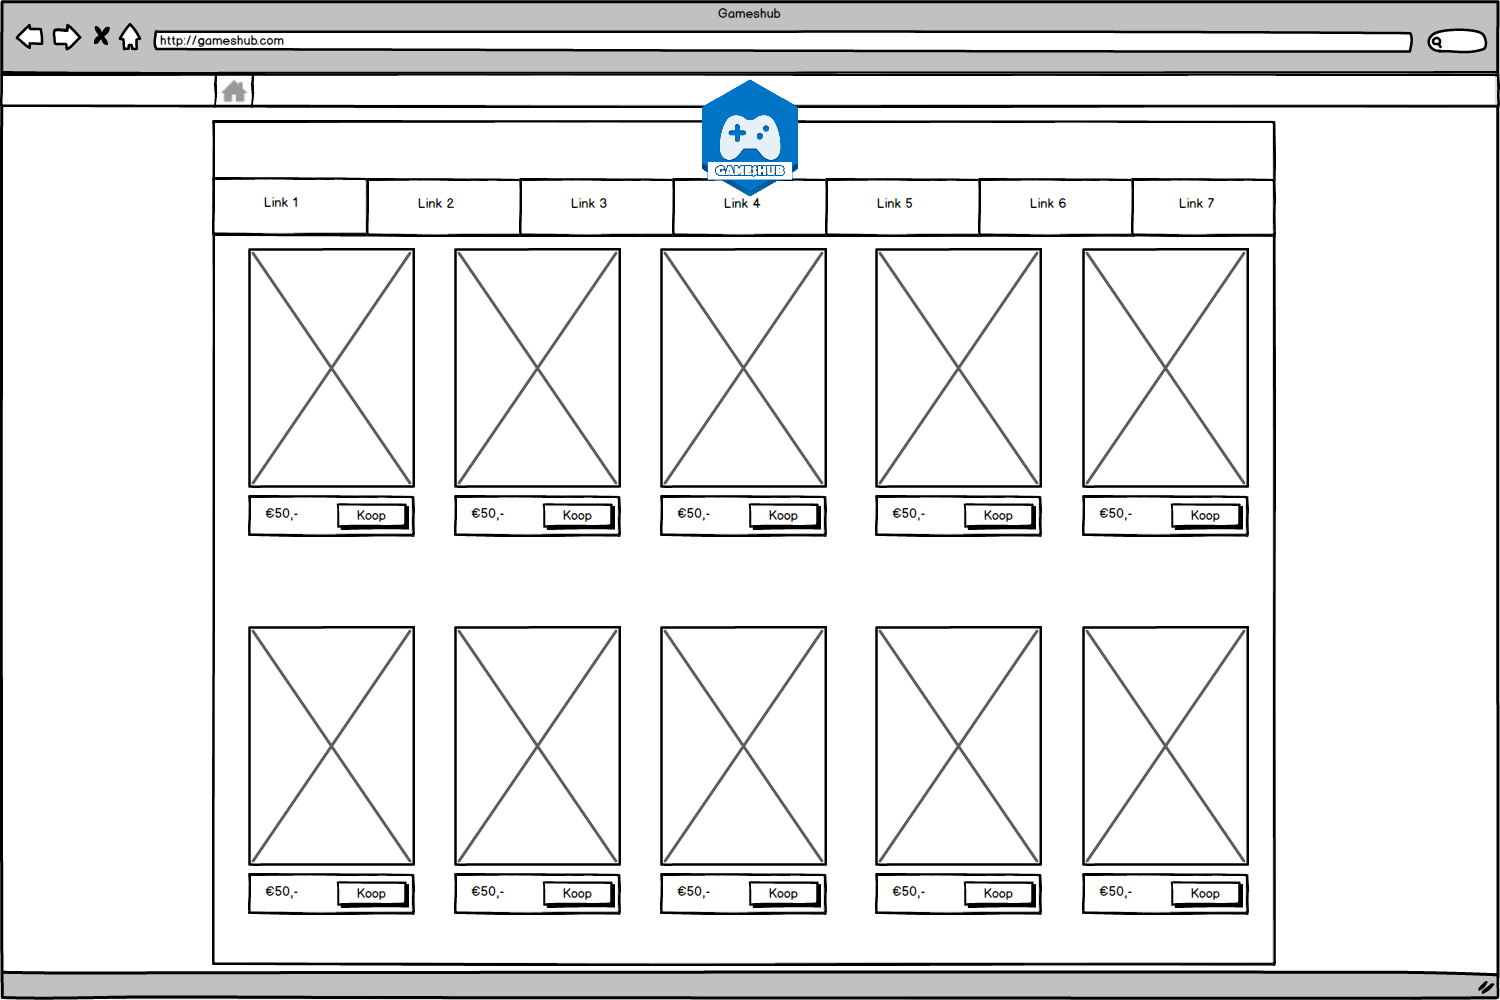 Gameshub
http://gameshub.com
GAMESHUB
Link 1 Link 2 Link 3 Link 4 Link 5 Link 6 Link 7
€50,- Koop €50,- Koop €50,- Koop €50,- Koop €50,- Koop
€50,- Koop €50,- Koop €50,- Koop €50,- Koop €50,- Koop